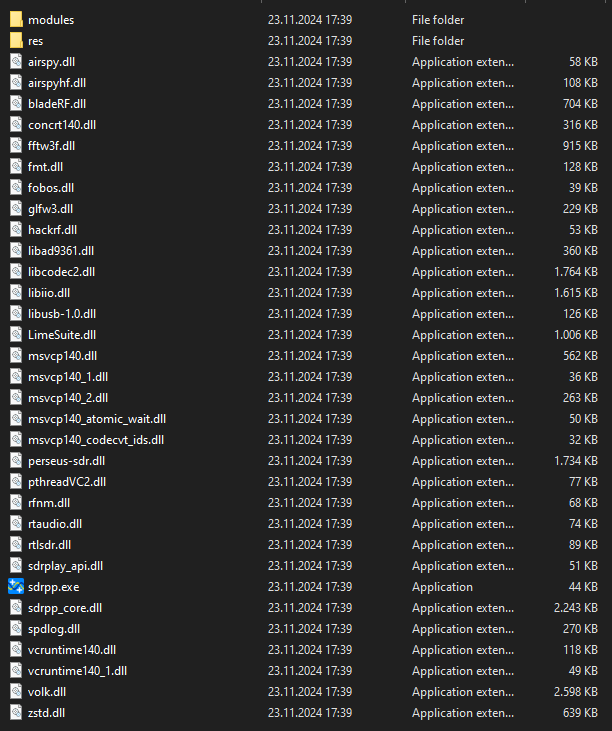 modules 23.11.2024 17:39 File folder
res 23.11.2024 17:39 File folder
airspy.dll 23.11.2024 17:39 Application exten... 58 KB
airspyhf.dll 23.11.2024 17:39 Application exten... 108 KB
bladeRF.dll 23.11.2024 17:39 Application exten... 704 KB
concrt140.dll 23.11.2024 17:39 Application exten... 316 KB
fftw3f.dll 23.11.2024 17:39 Application exten... 915 KB
fmt.dll 23.11.2024 17:39 Application exten... 128 KB
fobos.dll 23.11.2024 17:39 Application exten... 39 KB
glfw3.dll 23.11.2024 17:39 Application exten... 229 KB
hackrf.dll 23.11.2024 17:39 Application exten... 53 KB
libad9361.dll 23.11.2024 17:39 Application exten... 360 KB
libcodec2.dll 23.11.2024 17:39 Application exten... 1.764 KB
libiio.dll 23.11.2024 17:39 Application exten... 1.615 KB
libusb-1.0.dll 23.11.2024 17:39 Application exten... 126 KB
LimeSuite.dll 23.11.2024 17:39 Application exten... 1.006 KB
msvcp140.dll 23.11.2024 17:39 Application exten... 562 KB
msvcp140_1.dll 23.11.2024 17:39 Application exten... 36 KB
msvcp140_2.dll 23.11.2024 17:39 Application exten... 263 KB
msvcp140_atomic_wait.dll 23.11.2024 17:39 Application exten... 50 KB
msvcp140_codecvt_ids.dll 23.11.2024 17:39 Application exten... 32 KB
perseus-sdr.dll 23.11.2024 17:39 Application exten... 1.734 KB
pthreadVC2.dll 23.11.2024 17:39 Application exten... 77 KB
rfnm.dll 23.11.2024 17:39 Application exten... 68 KB
rtaudio.dll 23.11.2024 17:39 Application exten... 74 KB
rtlsdr.dll 23.11.2024 17:39 Application exten... 89 KB
sdrplay_api.dll 23.11.2024 17:39 Application exten... 51 KB
sdrpp.exe 23.11.2024 17:39 Application 44 KB
sdrpp_core.dll 23.11.2024 17:39 Application exten... 2.243 KB
spdlog.dll 23.11.2024 17:39 Application exten... 270 KB
vcruntime140.dll 23.11.2024 17:39 Application exten... 118 KB
vcruntime140_1.dll 23.11.2024 17:39 Application exten... 49 KB
volk.dll 23.11.2024 17:39 Application exten... 2.598 KB
zstd.dll 23.11.2024 17:39 Application exten... 639 KB